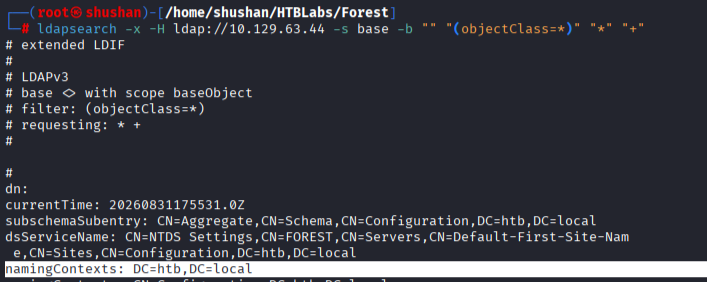 ┌──(root㉿shushan)-[/home/shushan/HTBLabs/Forest]
└─# ldapsearch -x -H ldap://10.129.63.44 -s base -b "" "(objectClass=*)" "*" "+"
# extended LDIF
#
# LDAPv3
# base <> with scope baseObject
# filter: (objectClass=*)
# requesting: * +
#

#
dn:
currentTime: 20260831175531.0Z
subschemaSubentry: CN=Aggregate,CN=Schema,CN=Configuration,DC=htb,DC=local
dsServiceName: CN=NTDS Settings,CN=FOREST,CN=Servers,CN=Default-First-Site-Nam
 e,CN=Sites,CN=Configuration,DC=htb,DC=local
namingContexts: DC=htb,DC=local